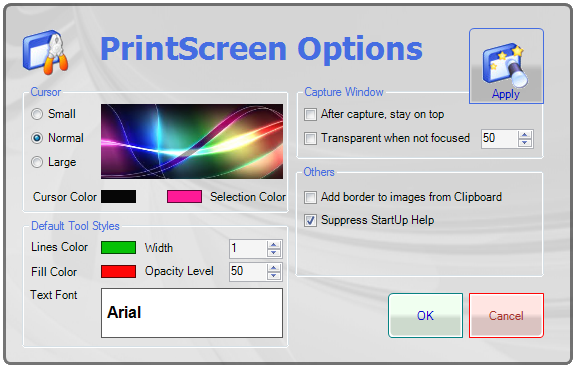 PrintScreen Options
Apply
Cursor
Small
Normal
Large
Cursor Color
Selection Color
Default Tool Styles
Lines Color
Width
1
Fill Color
Opacity Level
50
Text Font
Arial
Capture Window
After capture, stay on top
Transparent when not focused
50
Others
Add border to images from Clipboard
Suppress StartUp Help
OK
Cancel